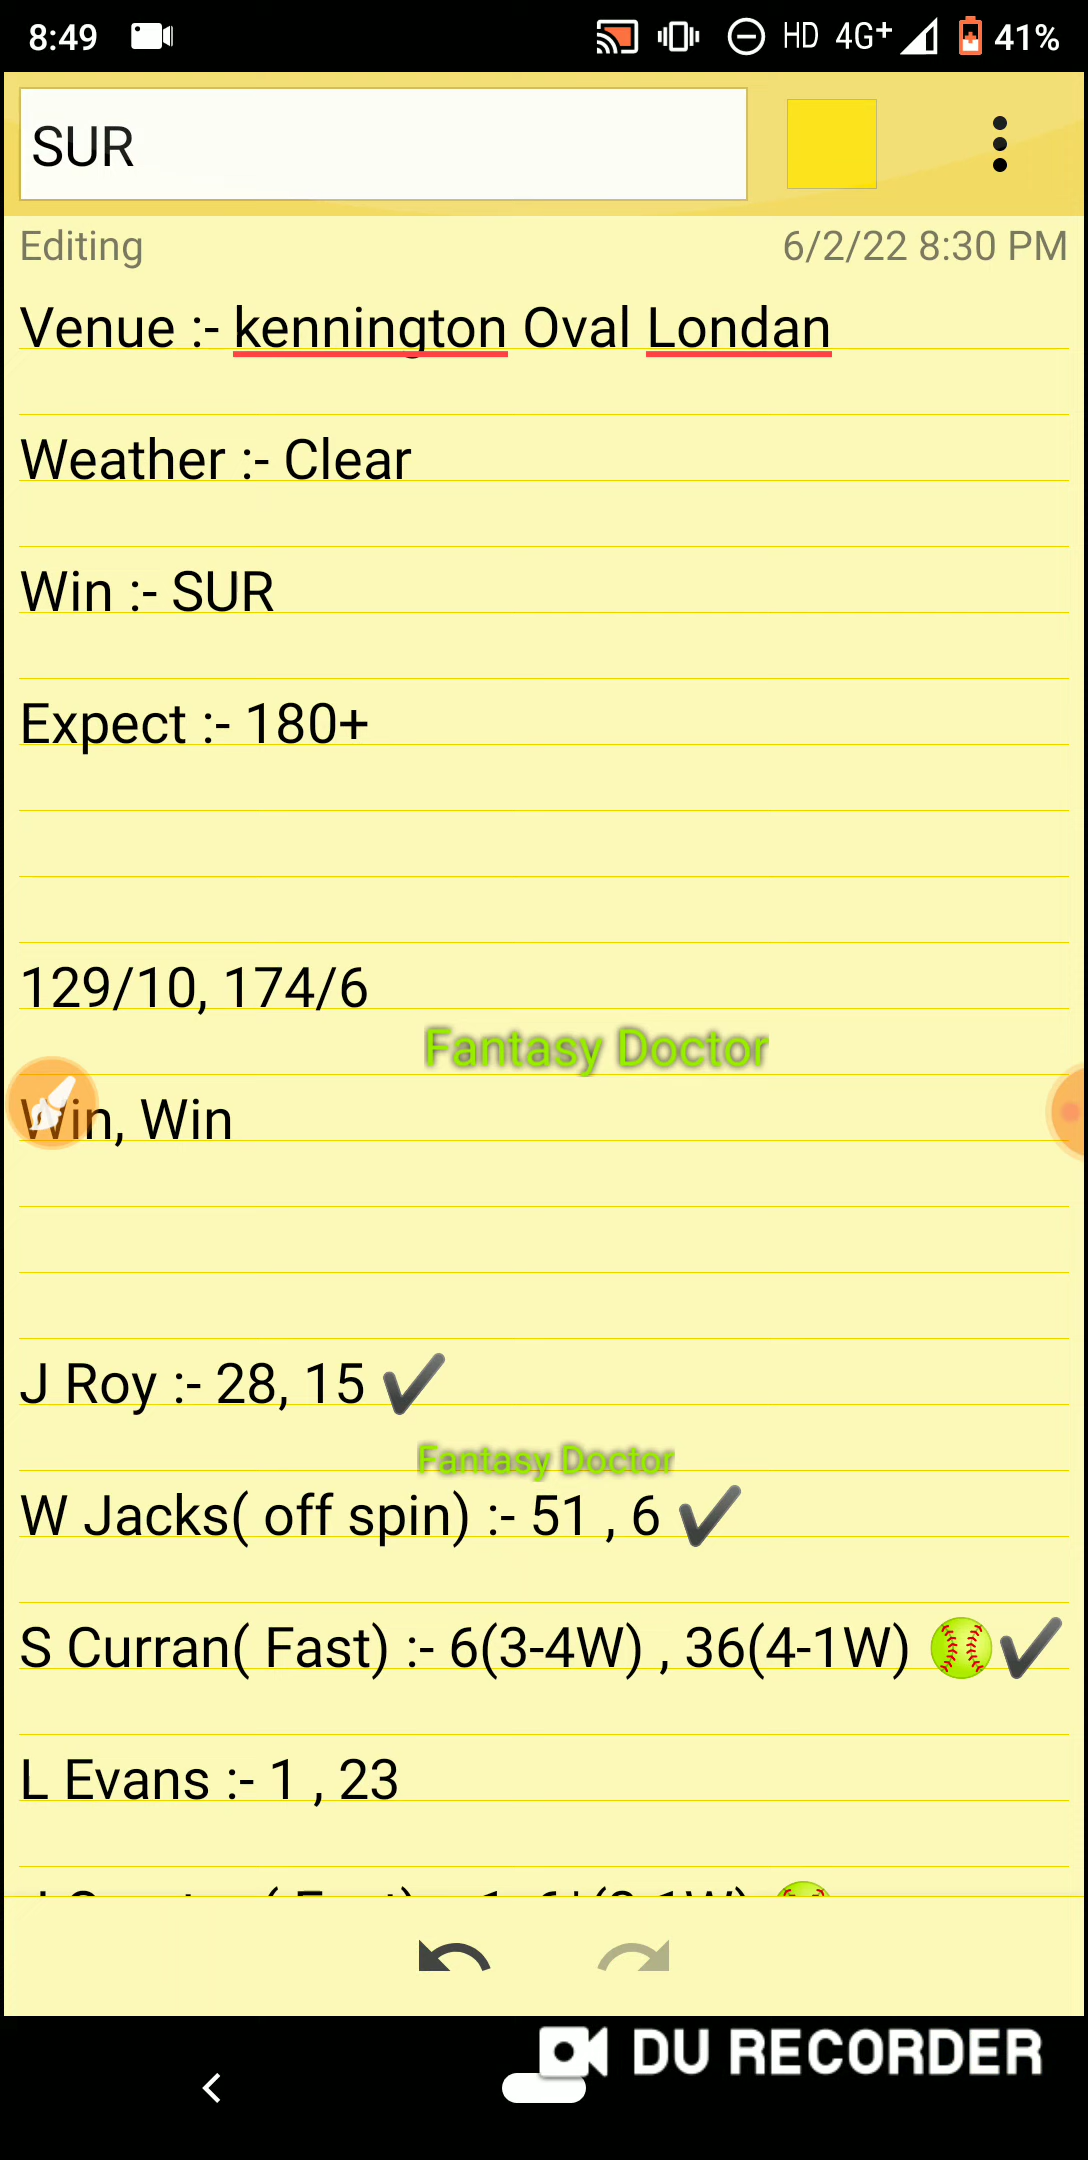 8:49 HD 4G+ 41%
SUR
Editing 6/2/22 8:30 PM
Venue :- kennington Oval Londan
Weather :- Clear
Win :- SUR
Expect :- 180+
129/10, 174/6
Fantasy Doctor
Win, Win
J Roy :- 28, 15 ✔
Fantasy Doctor
W Jacks( off spin) :- 51 , 6 ✔
S Curran( Fast) :- 6(3-4W) , 36(4-1W) 🥎✔
L Evans :- 1 , 23
DU RECORDER